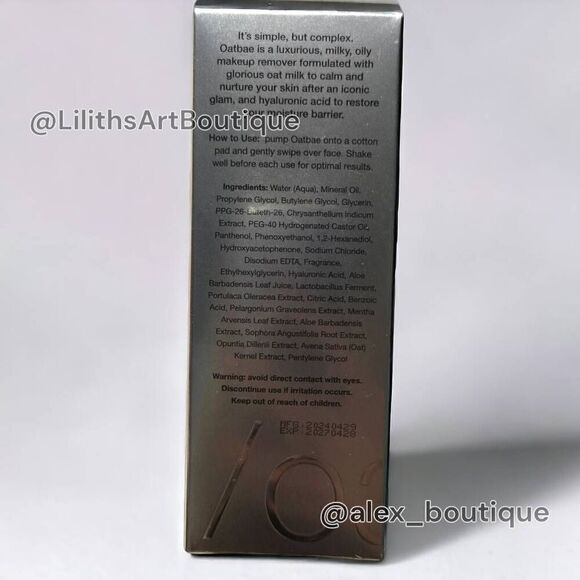 It's simple, but complex.
Oatbae is a luxurious, milky, oily
makeup remover formulated with
glorious oat milk to calm and
nurture your skin after an iconic
glam, and hyaluronic acid to restore
your moisture barrier.
@LilithsArtBoutique
How to Use: pump Oatbae onto a cotton
pad and gently swipe over face. Shake
well before each use for optimal results.
Ingredients: Water (Aqua), Mineral Oil,
Propylene Glycol, Butylene Glycol, Glycerin,
PPG-26-Buteth-26, Chrysanthellum Indicum
Extract, PEG-40 Hydrogenated Castor Oil,
Panthenol, Phenoxyethanol, 1,2-Hexanediol,
Hydroxyacetophenone, Sodium Chloride,
Disodium EDTA, Fragrance,
Ethylhexylglycerin, Hyaluronic Acid, Aloe
Barbadensis Leaf Juice, Lactobacillus Ferment,
Portulaca Oleracea Extract, Citric Acid, Benzoic
Acid, Pelargonium Graveolens Extract, Mentha
Arvensis Leaf Extract, Aloe Barbadensis
Extract, Sophora Angustifolia Root Extract,
Opuntia Dillenii Extract, Avena Sativa (Oat)
Kernel Extract, Pentylene Glycol
Warning: avoid direct contact with eyes.
Discontinue use if irritation occurs.
Keep out of reach of children.
MFG:20240429
EXP:20270428
@alex_boutique